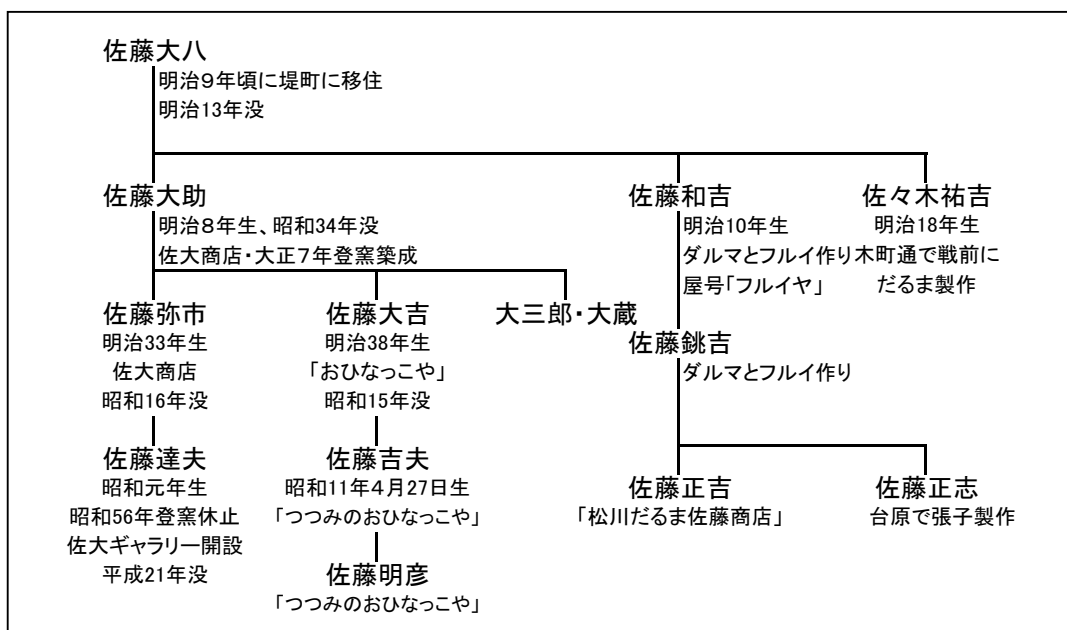 佐藤大八
明治９年頃に堤町に移住
明治13年没
佐藤大助
明治８年生、昭和34年没
佐大商店・大正７年登窯築成
佐藤和吉
明治10年生
ダルマとフルイ作り
屋号「フルイヤ」
佐々木祐吉
明治18年生
木町通で戦前に
だるま製作
佐藤弥市
明治33年生
佐大商店
昭和16年没
佐藤大吉
明治38年生
「おひなっこや」
昭和15年没
大三郎・大蔵
佐藤銚吉
ダルマとフルイ作り
佐藤達夫
昭和元年生
昭和56年登窯休止
佐大ギャラリー開設
平成21年没
佐藤吉夫
昭和11年４月27日生
「つつみのおひなっこや」
佐藤明彦
「つつみのおひなっこや」
佐藤正吉
「松川だるま佐藤商店」
佐藤正志
台原で張子製作